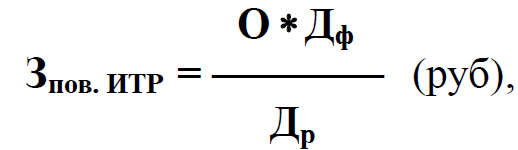 О * Дф
Зпов. ИТР = (руб),
Др